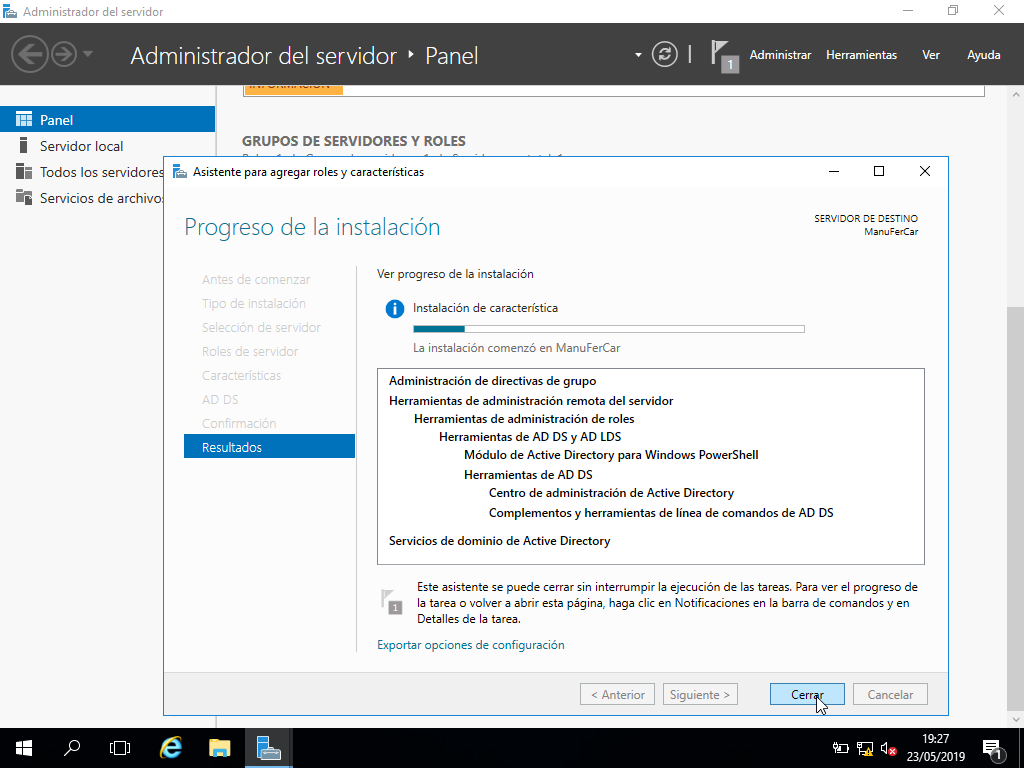 Administrador del servidor
Administrador del servidor
Panel
1
Administrar
Herramientas
Ver
Ayuda
INFORMACIÓN
Panel
Servidor local
Todos los servidores
Servicios de archivos
GRUPOS DE SERVIDORES Y ROLES
Asistente para agregar roles y características
Progreso de la instalación
SERVIDOR DE DESTINO
ManuFerCar
Antes de comenzar
Tipo de instalación
Selección de servidor
Roles de servidor
Características
AD DS
Confirmación
Resultados
Ver progreso de la instalación
Instalación de característica
La instalación comenzó en ManuFerCar
Administración de directivas de grupo
Herramientas de administración remota del servidor
Herramientas de administración de roles
Herramientas de AD DS y AD LDS
Módulo de Active Directory para Windows PowerShell
Herramientas de AD DS
Centro de administración de Active Directory
Complementos y herramientas de línea de comandos de AD DS
Servicios de dominio de Active Directory
1
Este asistente se puede cerrar sin interrumpir la ejecución de las tareas. Para ver el progreso de
la tarea o volver a abrir esta página, haga clic en Notificaciones en la barra de comandos y en
Detalles de la tarea.
Exportar opciones de configuración
< Anterior
Siguiente >
Cerrar
Cancelar
19:27
23/05/2019
1